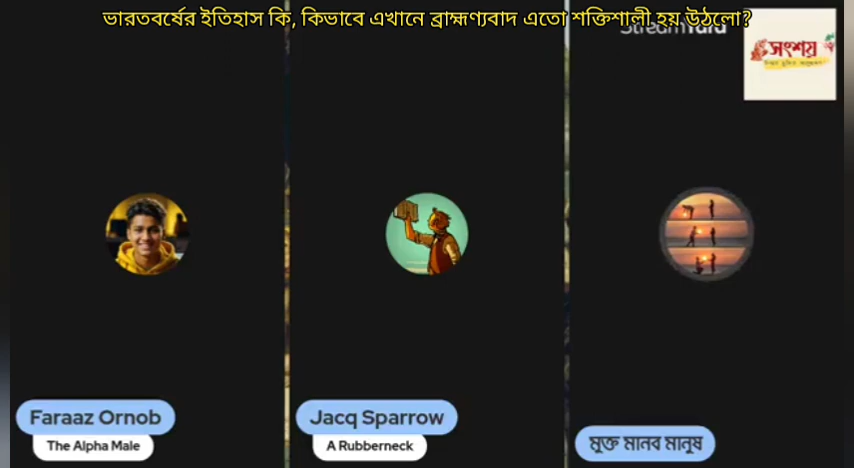 ভারতবর্ষের ইতিহাস কি, কিভাবে এখানে ব্রাহ্মণ্যবাদ এতো শক্তিশালী হয় উঠলো?
StreamYard
সংশয়
Faraaz Ornob
The Alpha Male
Jacq Sparrow
A Rubberneck
মুক্ত মানব মানুষ